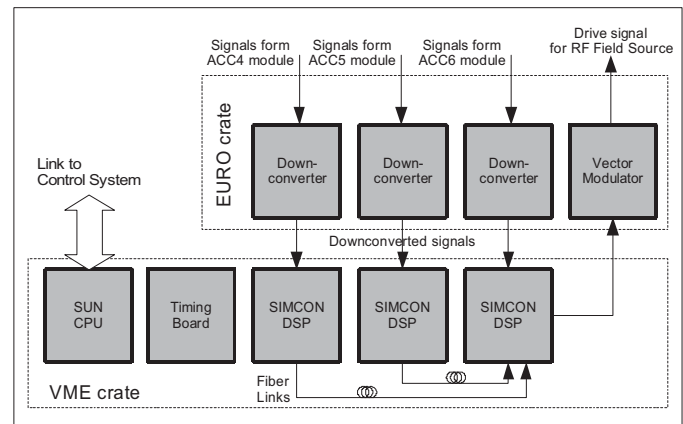 Drive signal
for RF Field Source
Signals form
ACC4 module
Signals form
ACC5 module
Signals form
ACC6 module
EURO crate
Down-
converter
Down-
converter
Down-
converter
Vector
Modulator
Link to
Control System
Downconverted signals
SUN
CPU
Timing
Board
SIMCON
DSP
SIMCON
DSP
SIMCON
DSP
Fiber
Links
VME crate